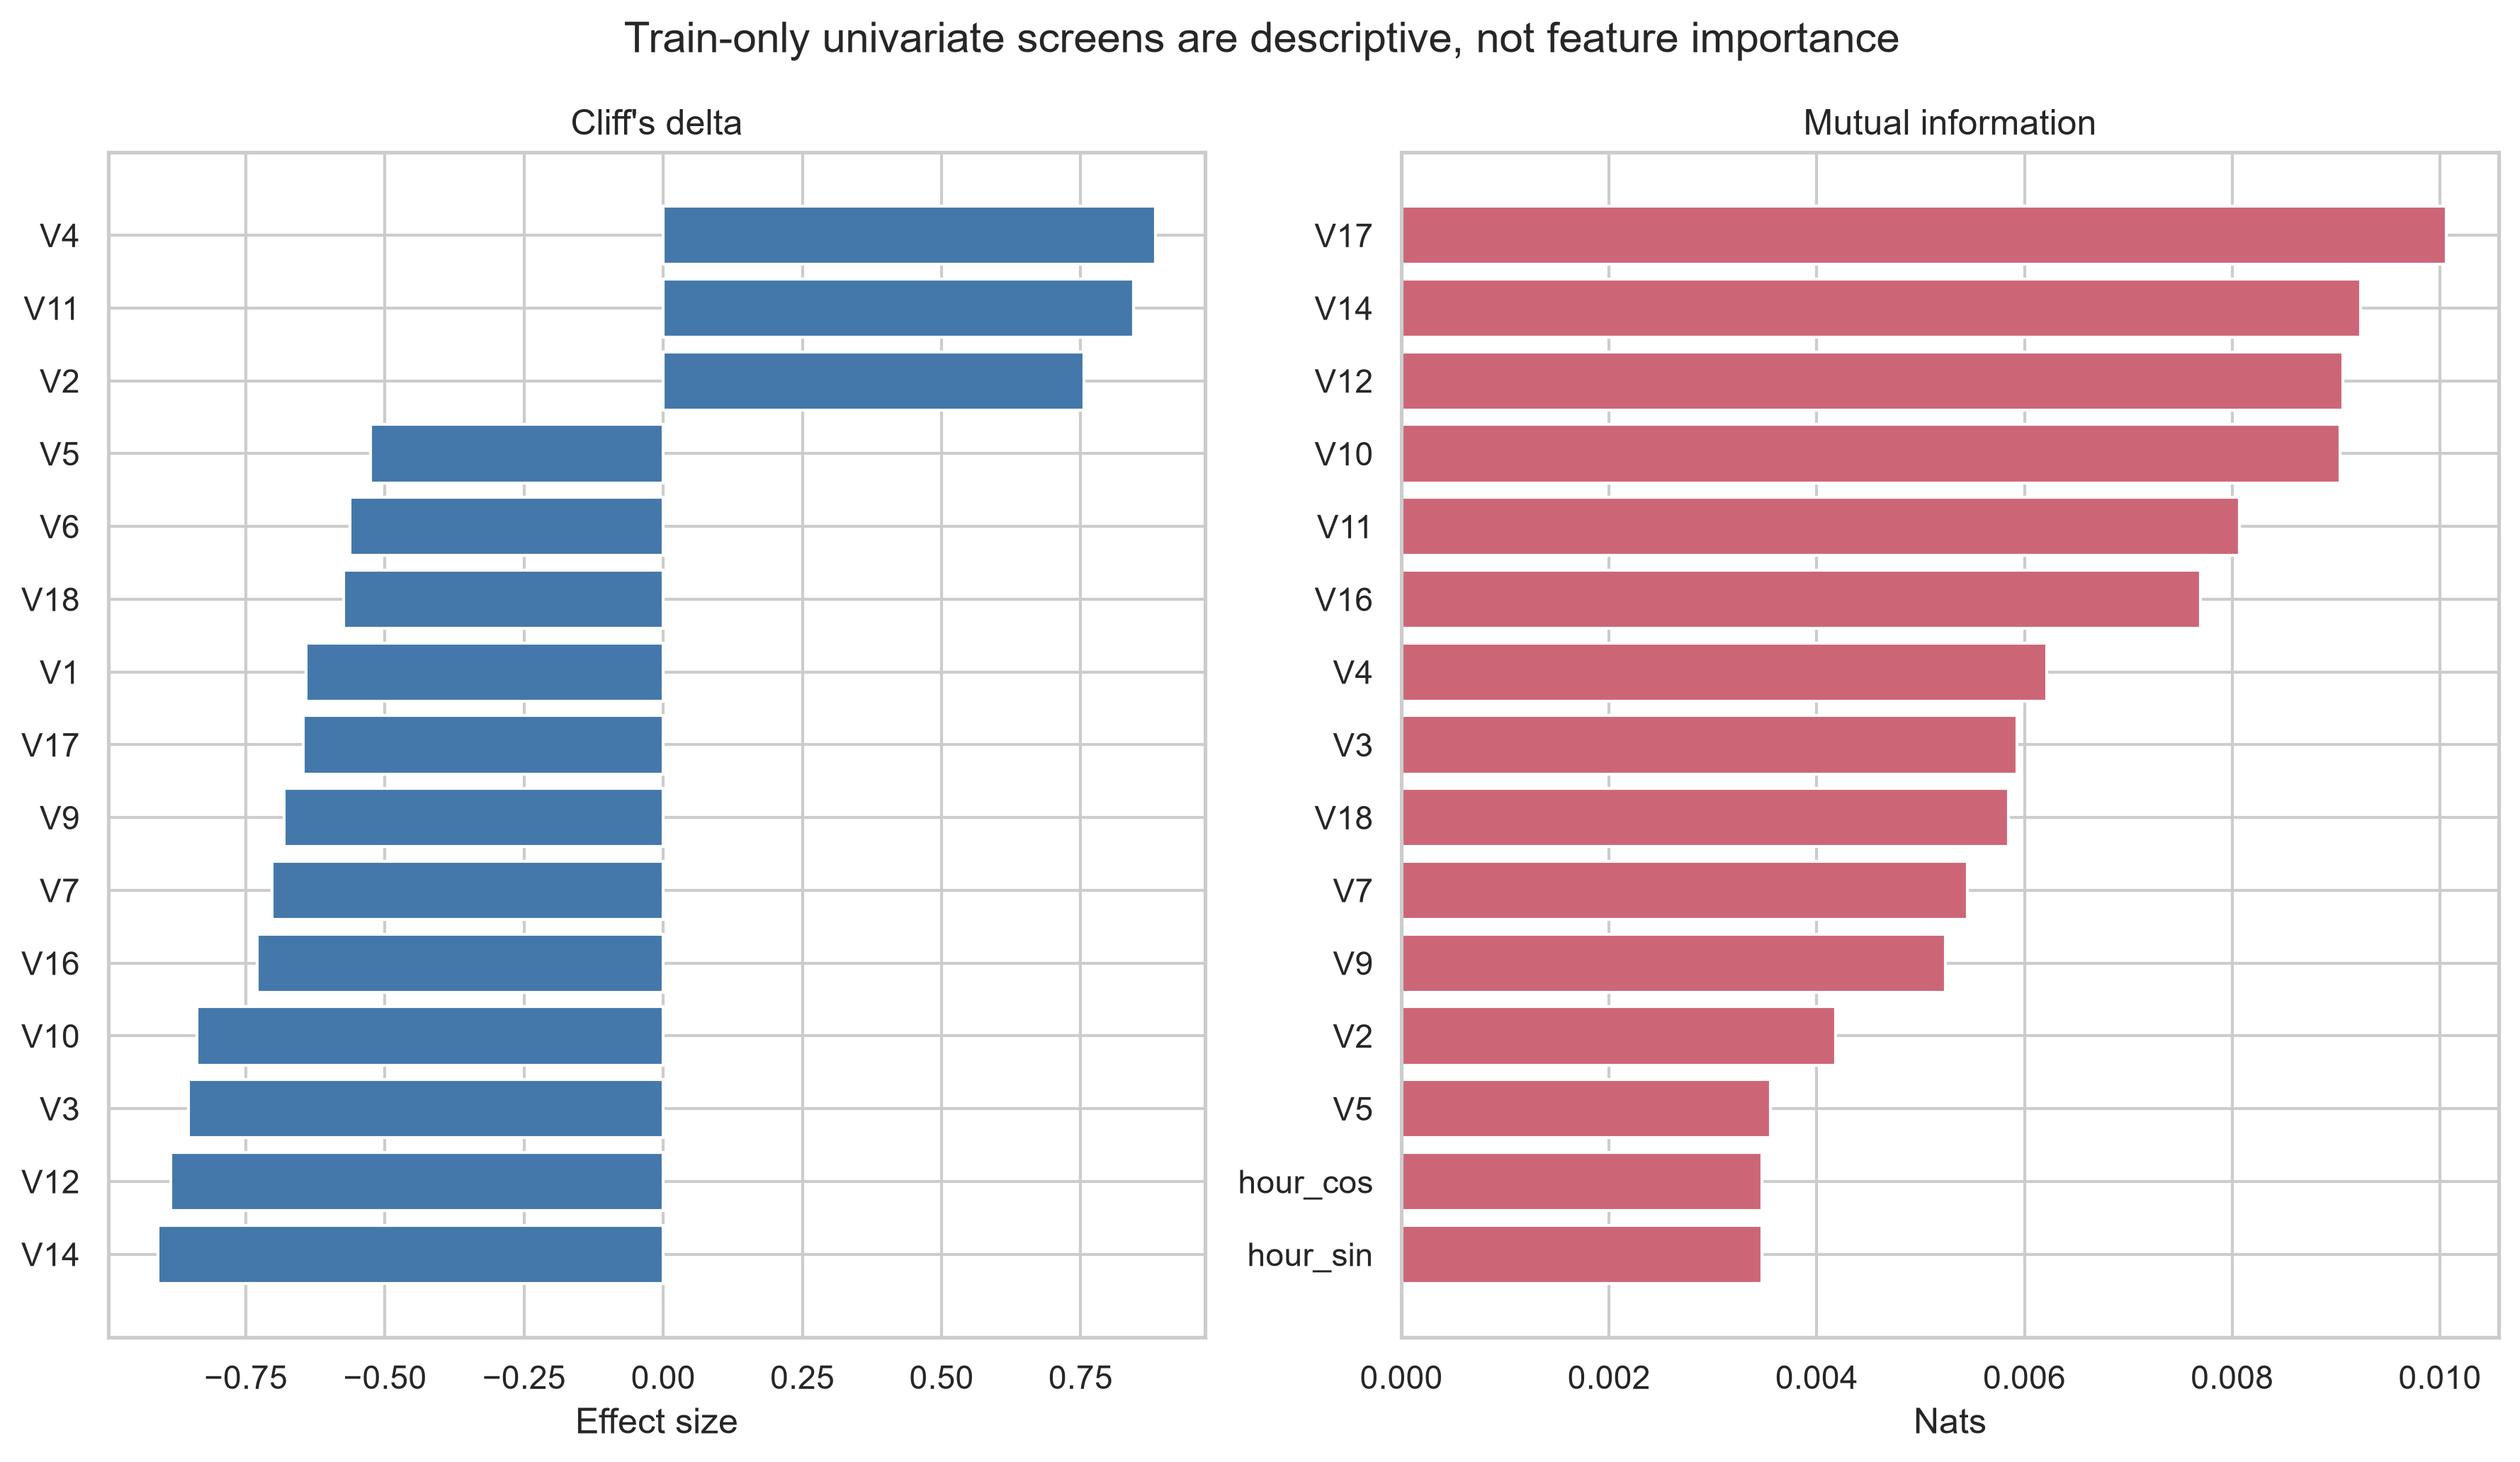 Train-only univariate screens are descriptive, not feature importance
Cliff's delta
V4
V11
V2
V5
V6
V18
V1
V17
V9
V7
V16
V10
V3
V12
V14
−0.75 −0.50 −0.25 0.00 0.25 0.50 0.75
Effect size
Mutual information
V17
V14
V12
V10
V11
V16
V4
V3
V18
V7
V9
V2
V5
hour_cos
hour_sin
0.000 0.002 0.004 0.006 0.008 0.010
Nats